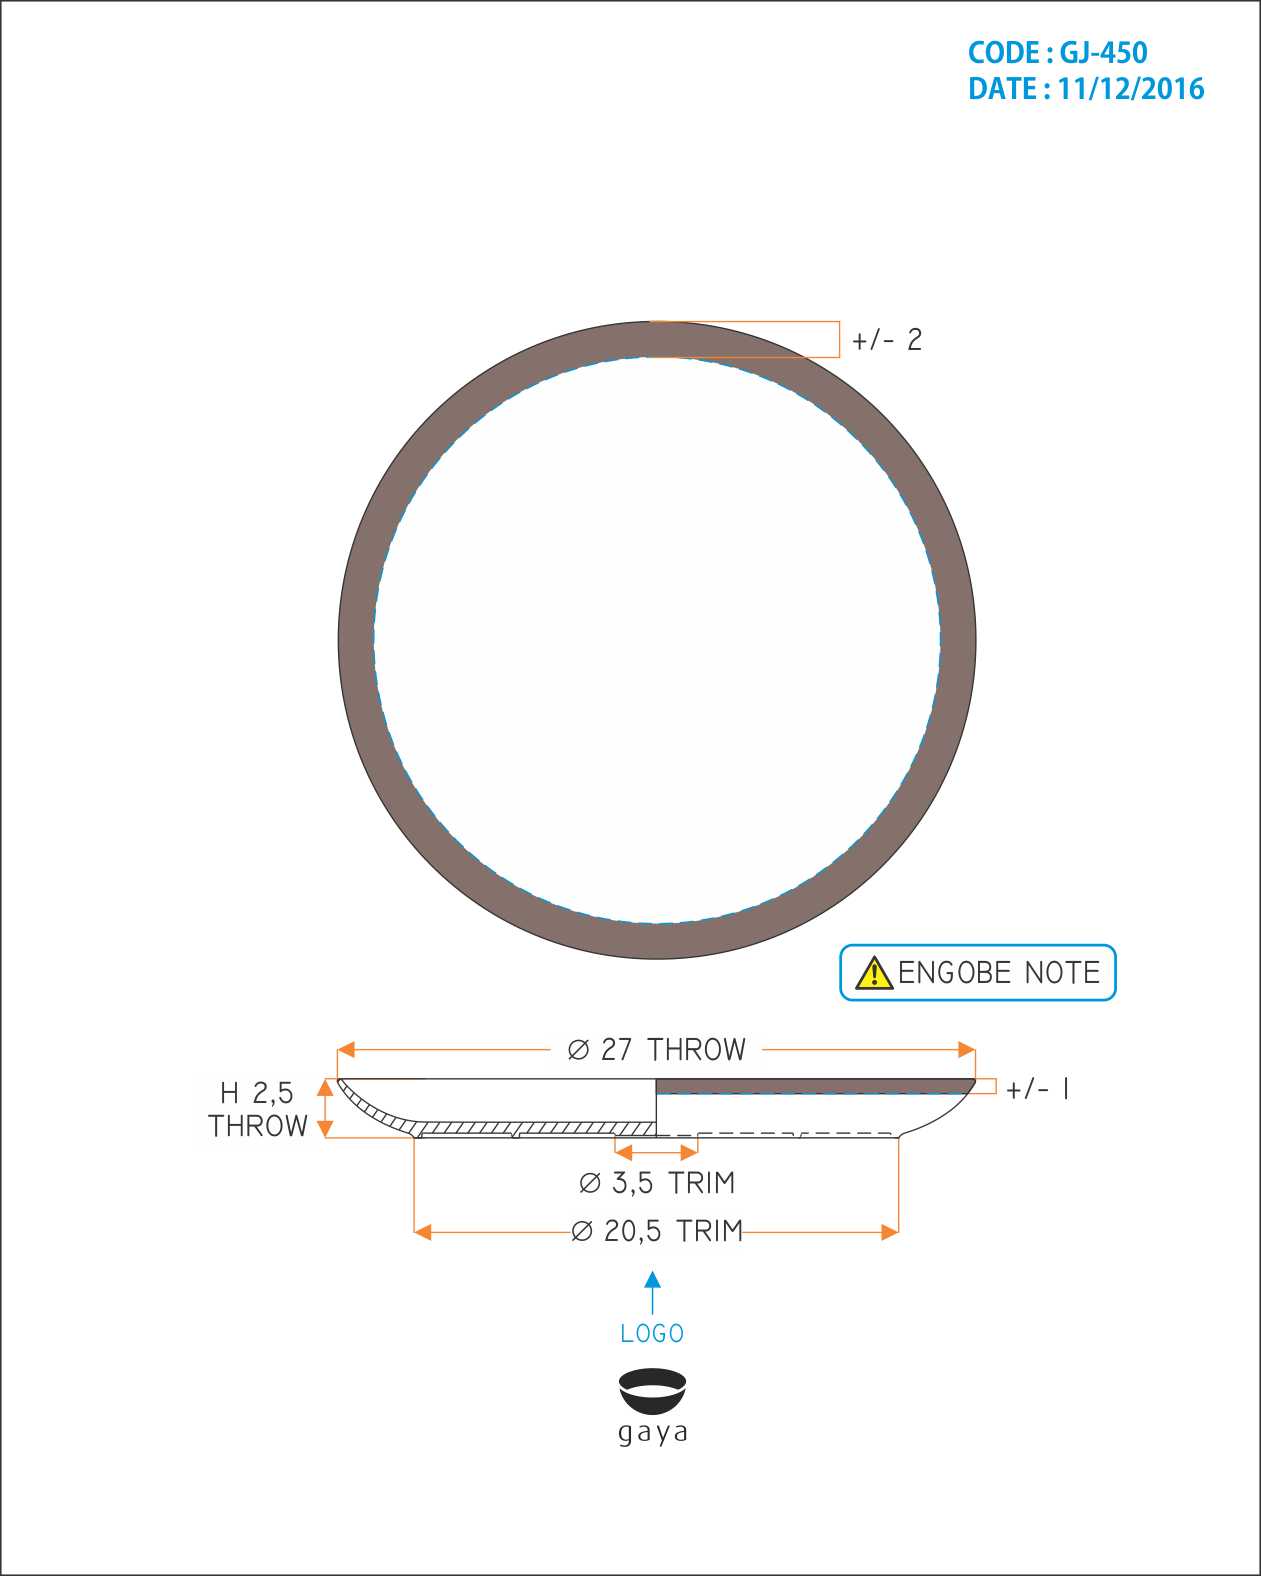 CODE : GJ-450
DATE : 11/12/2016
+/- 2
ENGOBE NOTE
Ø 27 THROW
H 2,5
THROW
+/- 1
Ø 3,5 TRIM
Ø 20,5 TRIM
LOGO
gaya